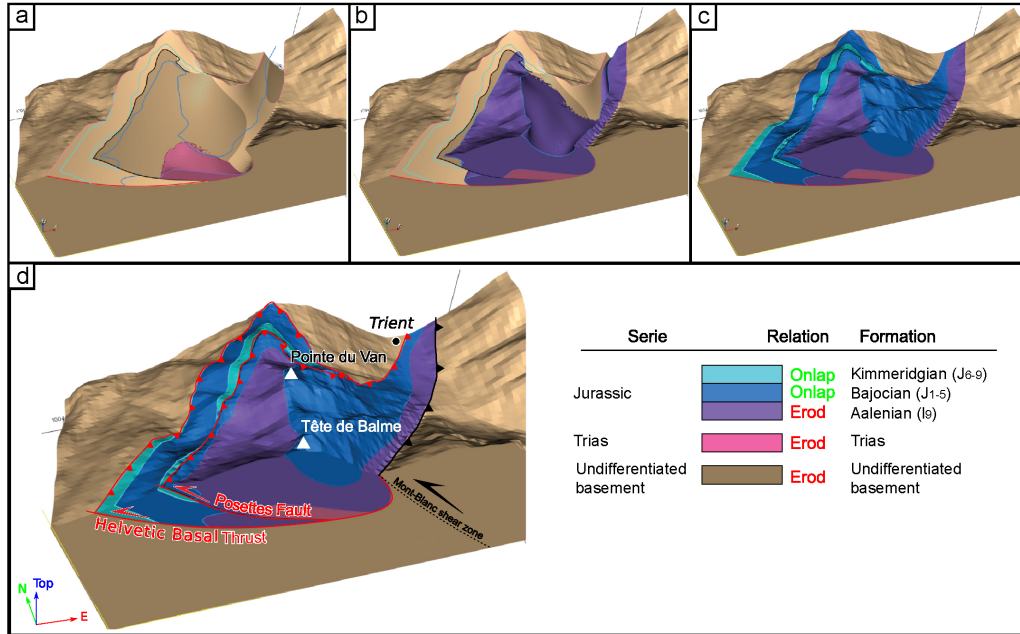 a
b
c
d
Trient
Pointe du Van
Tête de Balme
Posettes Fault
Helvetic Basal Thrust
Mont-Blanc shear zone
N
Top
E
Serie Relation Formation
Onlap Kimmeridgian (J6-9)
Jurassic Onlap Bajocian (J1-5)
Erod Aalenian (l9)
Trias Erod Trias
Undifferentiated basement Erod Undifferentiated basement